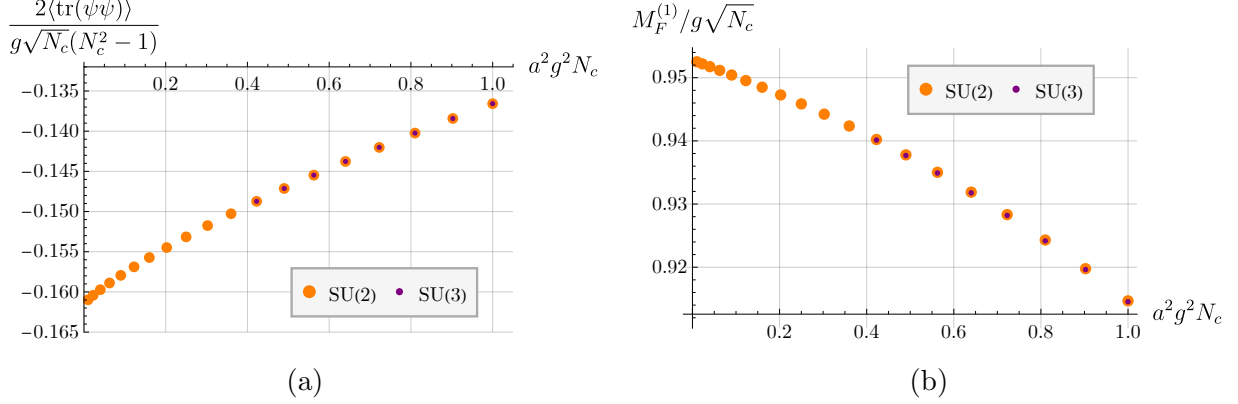 2⟨tr(ψψ)⟩
g√N_c(N_c^2 − 1)
a^2g^2N_c
0.2 0.4 0.6 0.8 1.0
−0.135
−0.140
−0.145
−0.150
−0.155
−0.160
−0.165
SU(2) SU(3)
(a)
M_F^{(1)}/g√N_c
0.95
0.94
0.93
0.92
SU(2) SU(3)
a^2g^2N_c
0.2 0.4 0.6 0.8 1.0
(b)